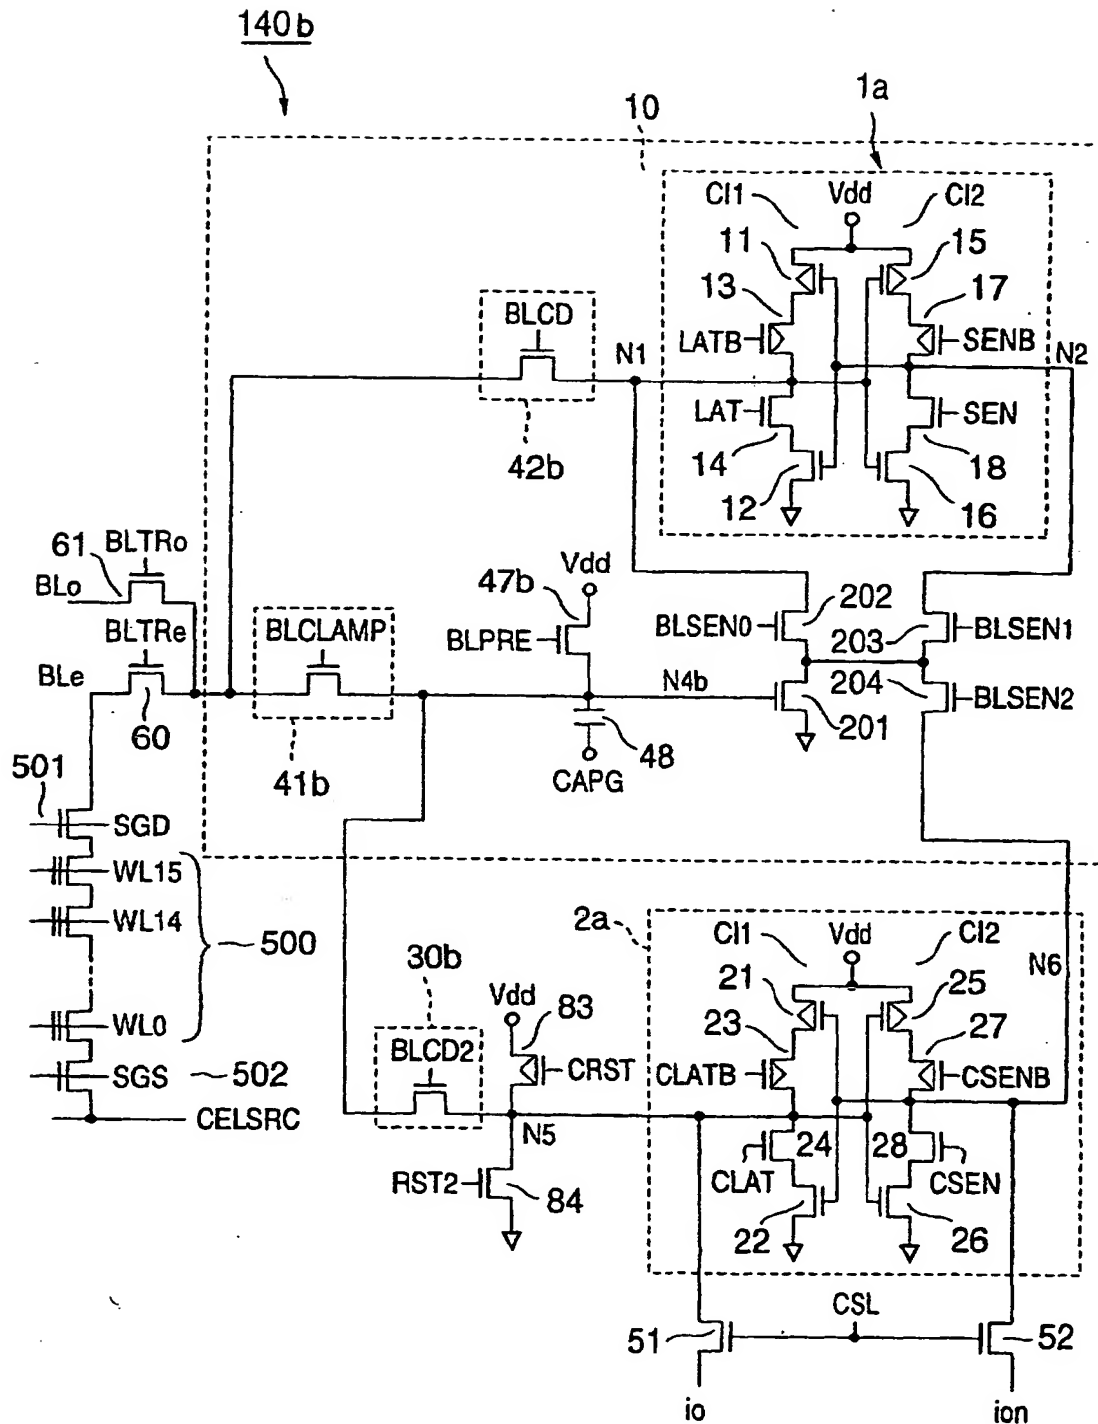 140b
10
1a
CI1
Vdd
CI2
11
15
13
17
BLCD
LATB
SENB
N1
N2
LAT
SEN
42b
14
18
12
16
BLTRo
61
BLo
Vdd
47b
202
BLTRe
BLCLAMP
BLSEN0
BLSEN1
BLPRE
203
BLe
N4b
204
BLSEN2
60
201
48
41b
CAPG
501
SGD
WL15
WL14
500
2a
CI1
Vdd
CI2
N6
30b
21
25
Vdd
83
23
27
WL0
BLCD2
CRST
CLATB
CSENB
SGS
502
CELSRC
N5
24
28
CLAT
CSEN
RST2
84
22
26
CSL
51
52
io
ion